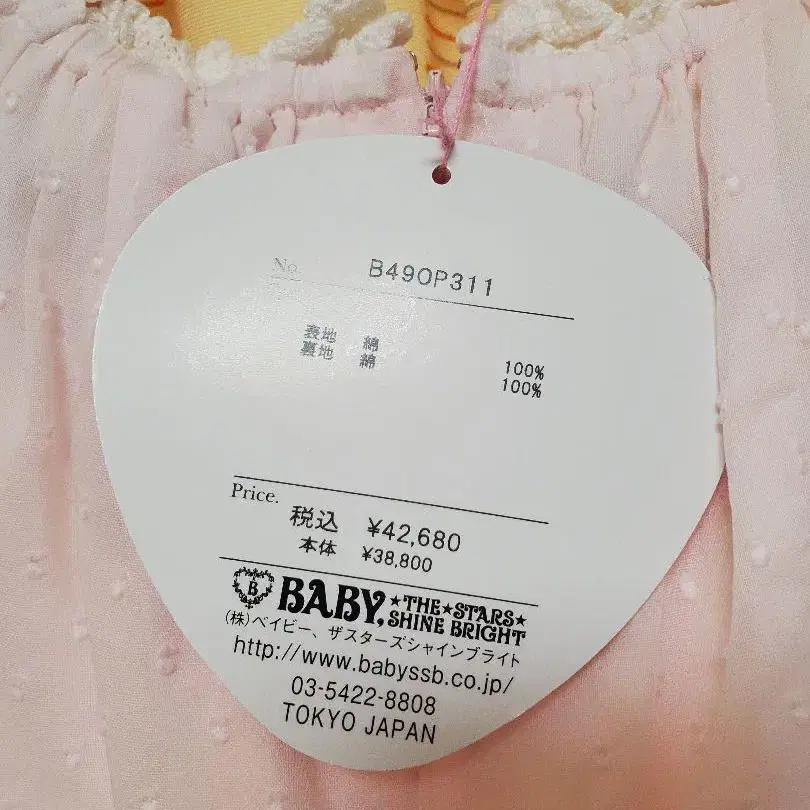 No. B49OP311
表地 綿 100%
裏地 綿 100%
Price.
税込 ¥42,680
本体 ¥38,800
B BABY, ★THE★STARS★
SHINE BRIGHT
(株)ベイビー、ザスターズシャインブライト
http://www.babyssb.co.jp/
03-5422-8808
TOKYO JAPAN